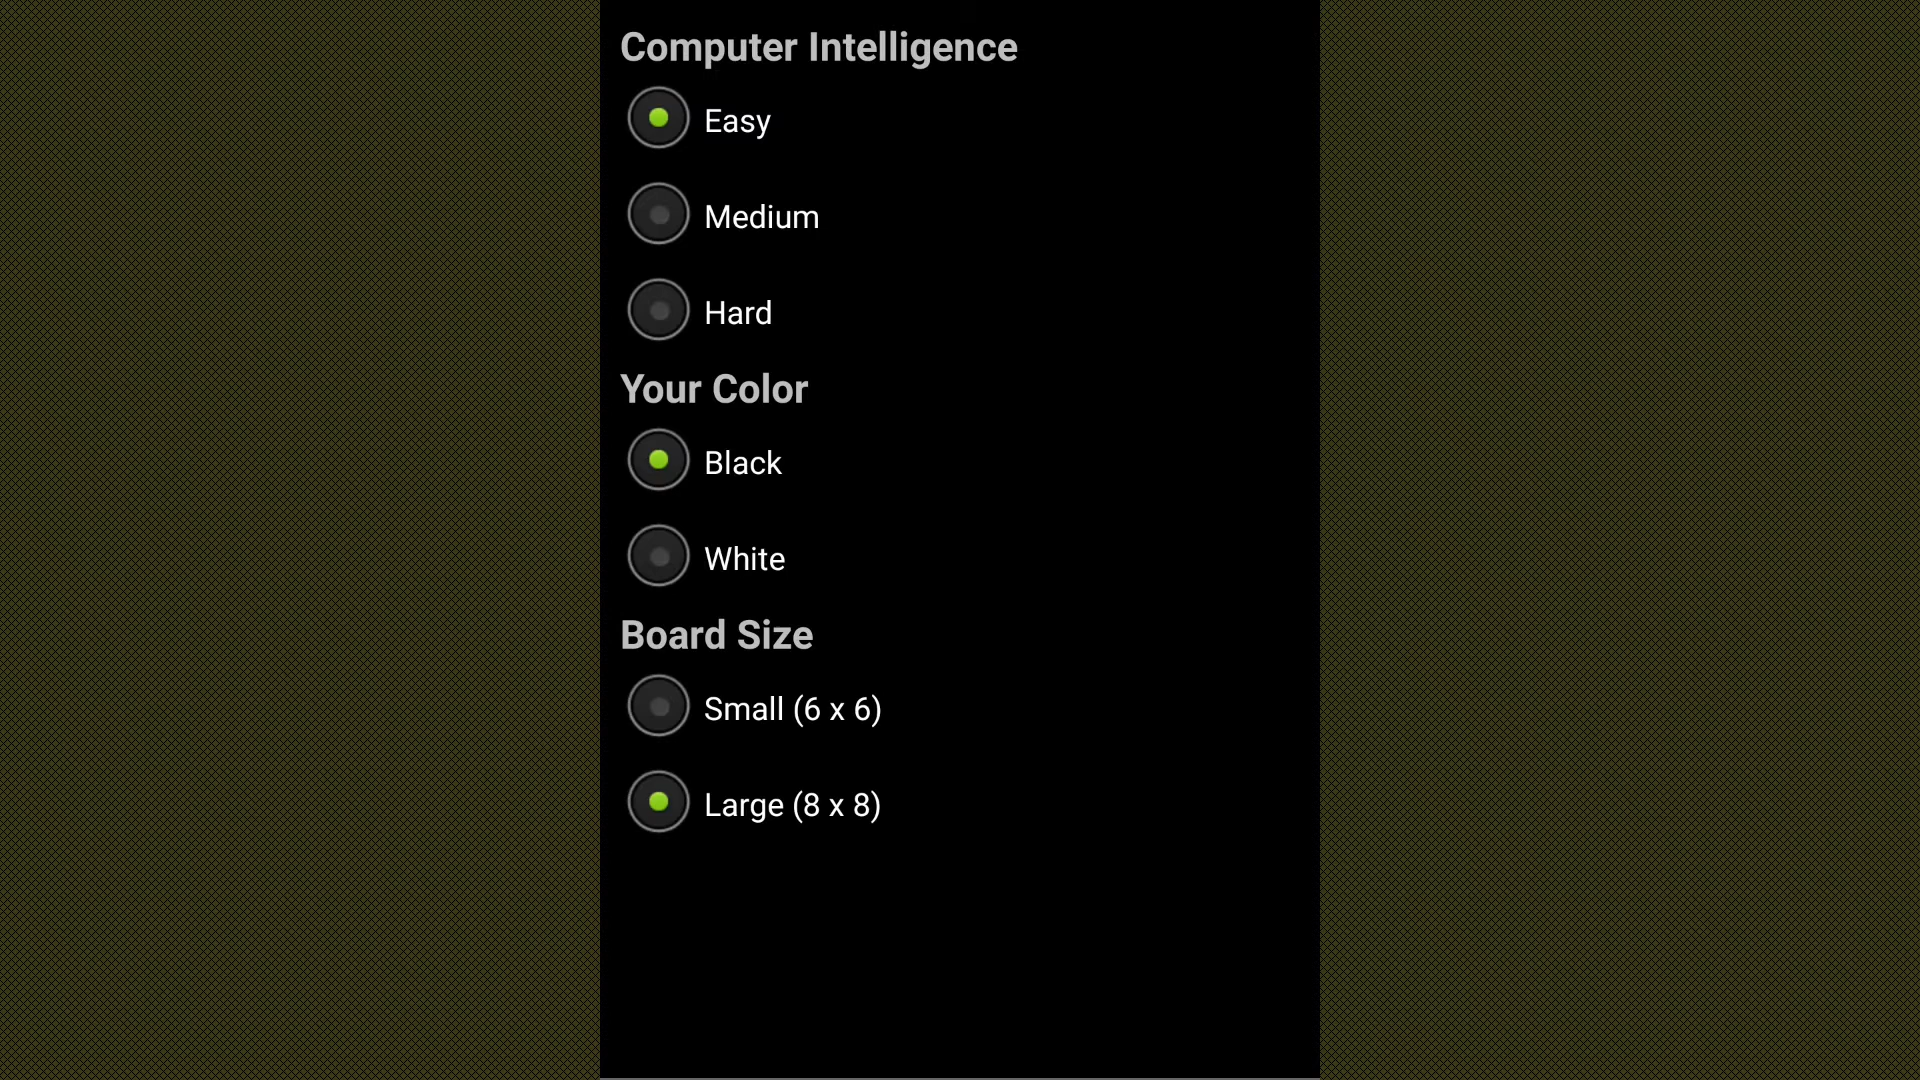 Computer Intelligence
Easy
Medium
Hard
Your Color
Black
White
Board Size
Small (6 x 6)
Large (8 x 8)